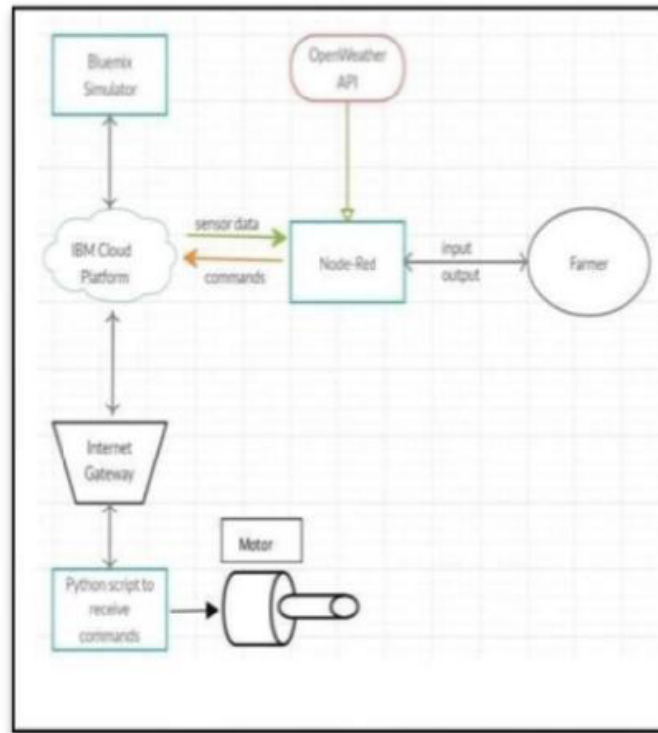 Bluemix
Simulator
OpenWeather
API
sensor data
IBM Cloud
Platform
commands
Node-Red
input
output
Farmer
Internet
Gateway
Motor
Python script to
receive
commands